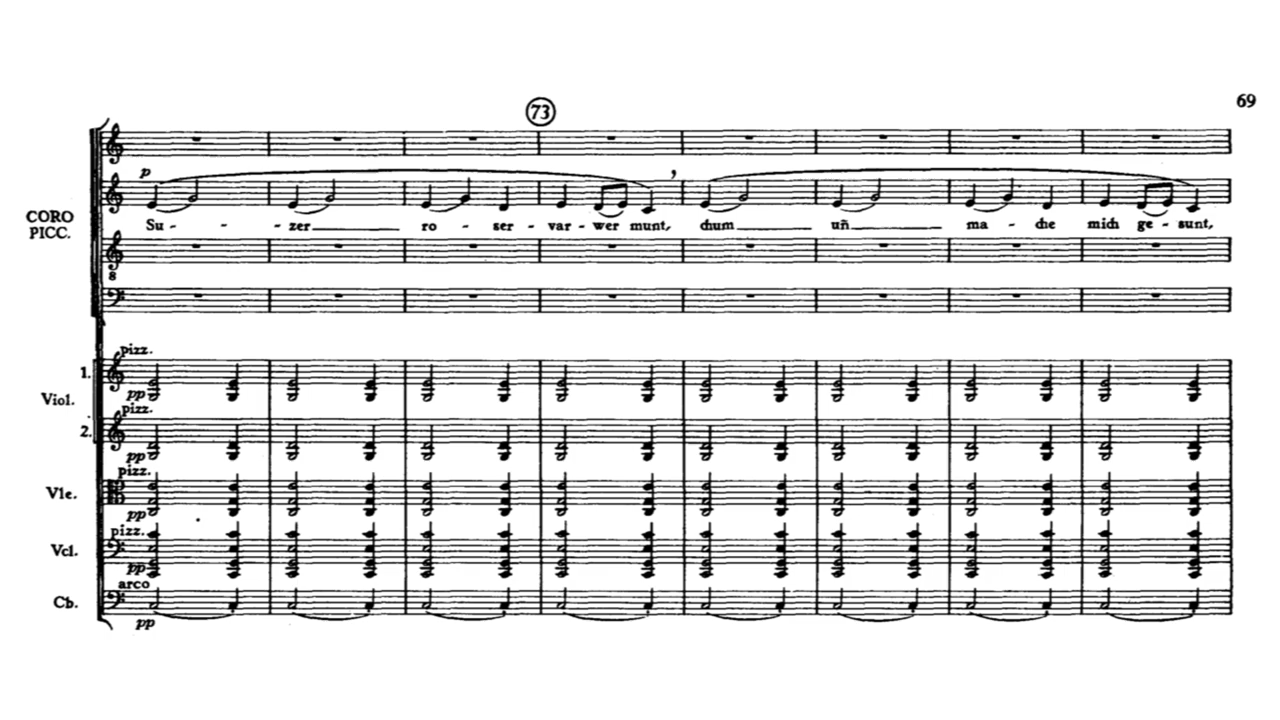 69
73
p
CORO
PICC.
Su - - - zer ro - ser - var - wer munt, chum uñ ma - che mich ge - sunt,
8
pizz.
1.
pp
Viol.
pizz.
2.
pp
pizz.
Vle.
pp
pizz.
Vcl.
pp
arco
Cb.
pp